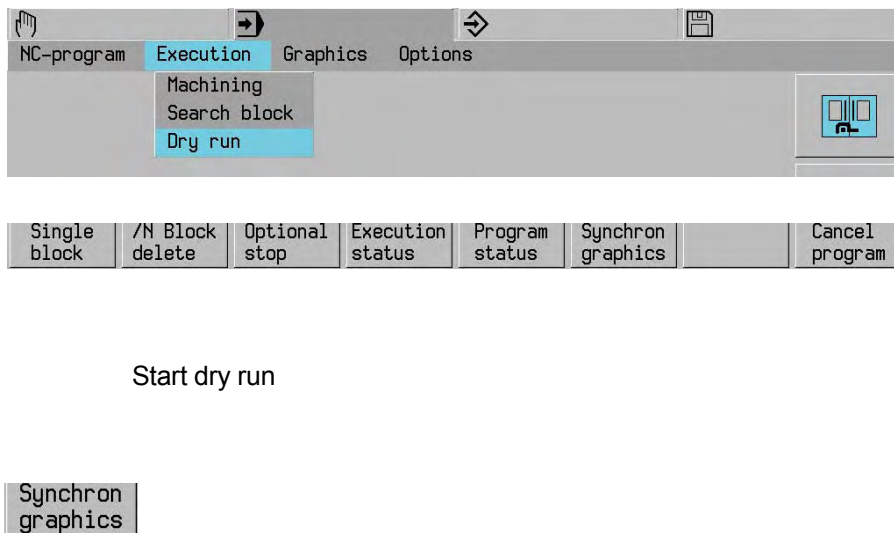 NC-program Execution Graphics Options
Machining
Search block
Dry run
Single /N Block Optional Execution Program Synchron Cancel
block delete stop status status graphics program
Start dry run
Synchron
graphics